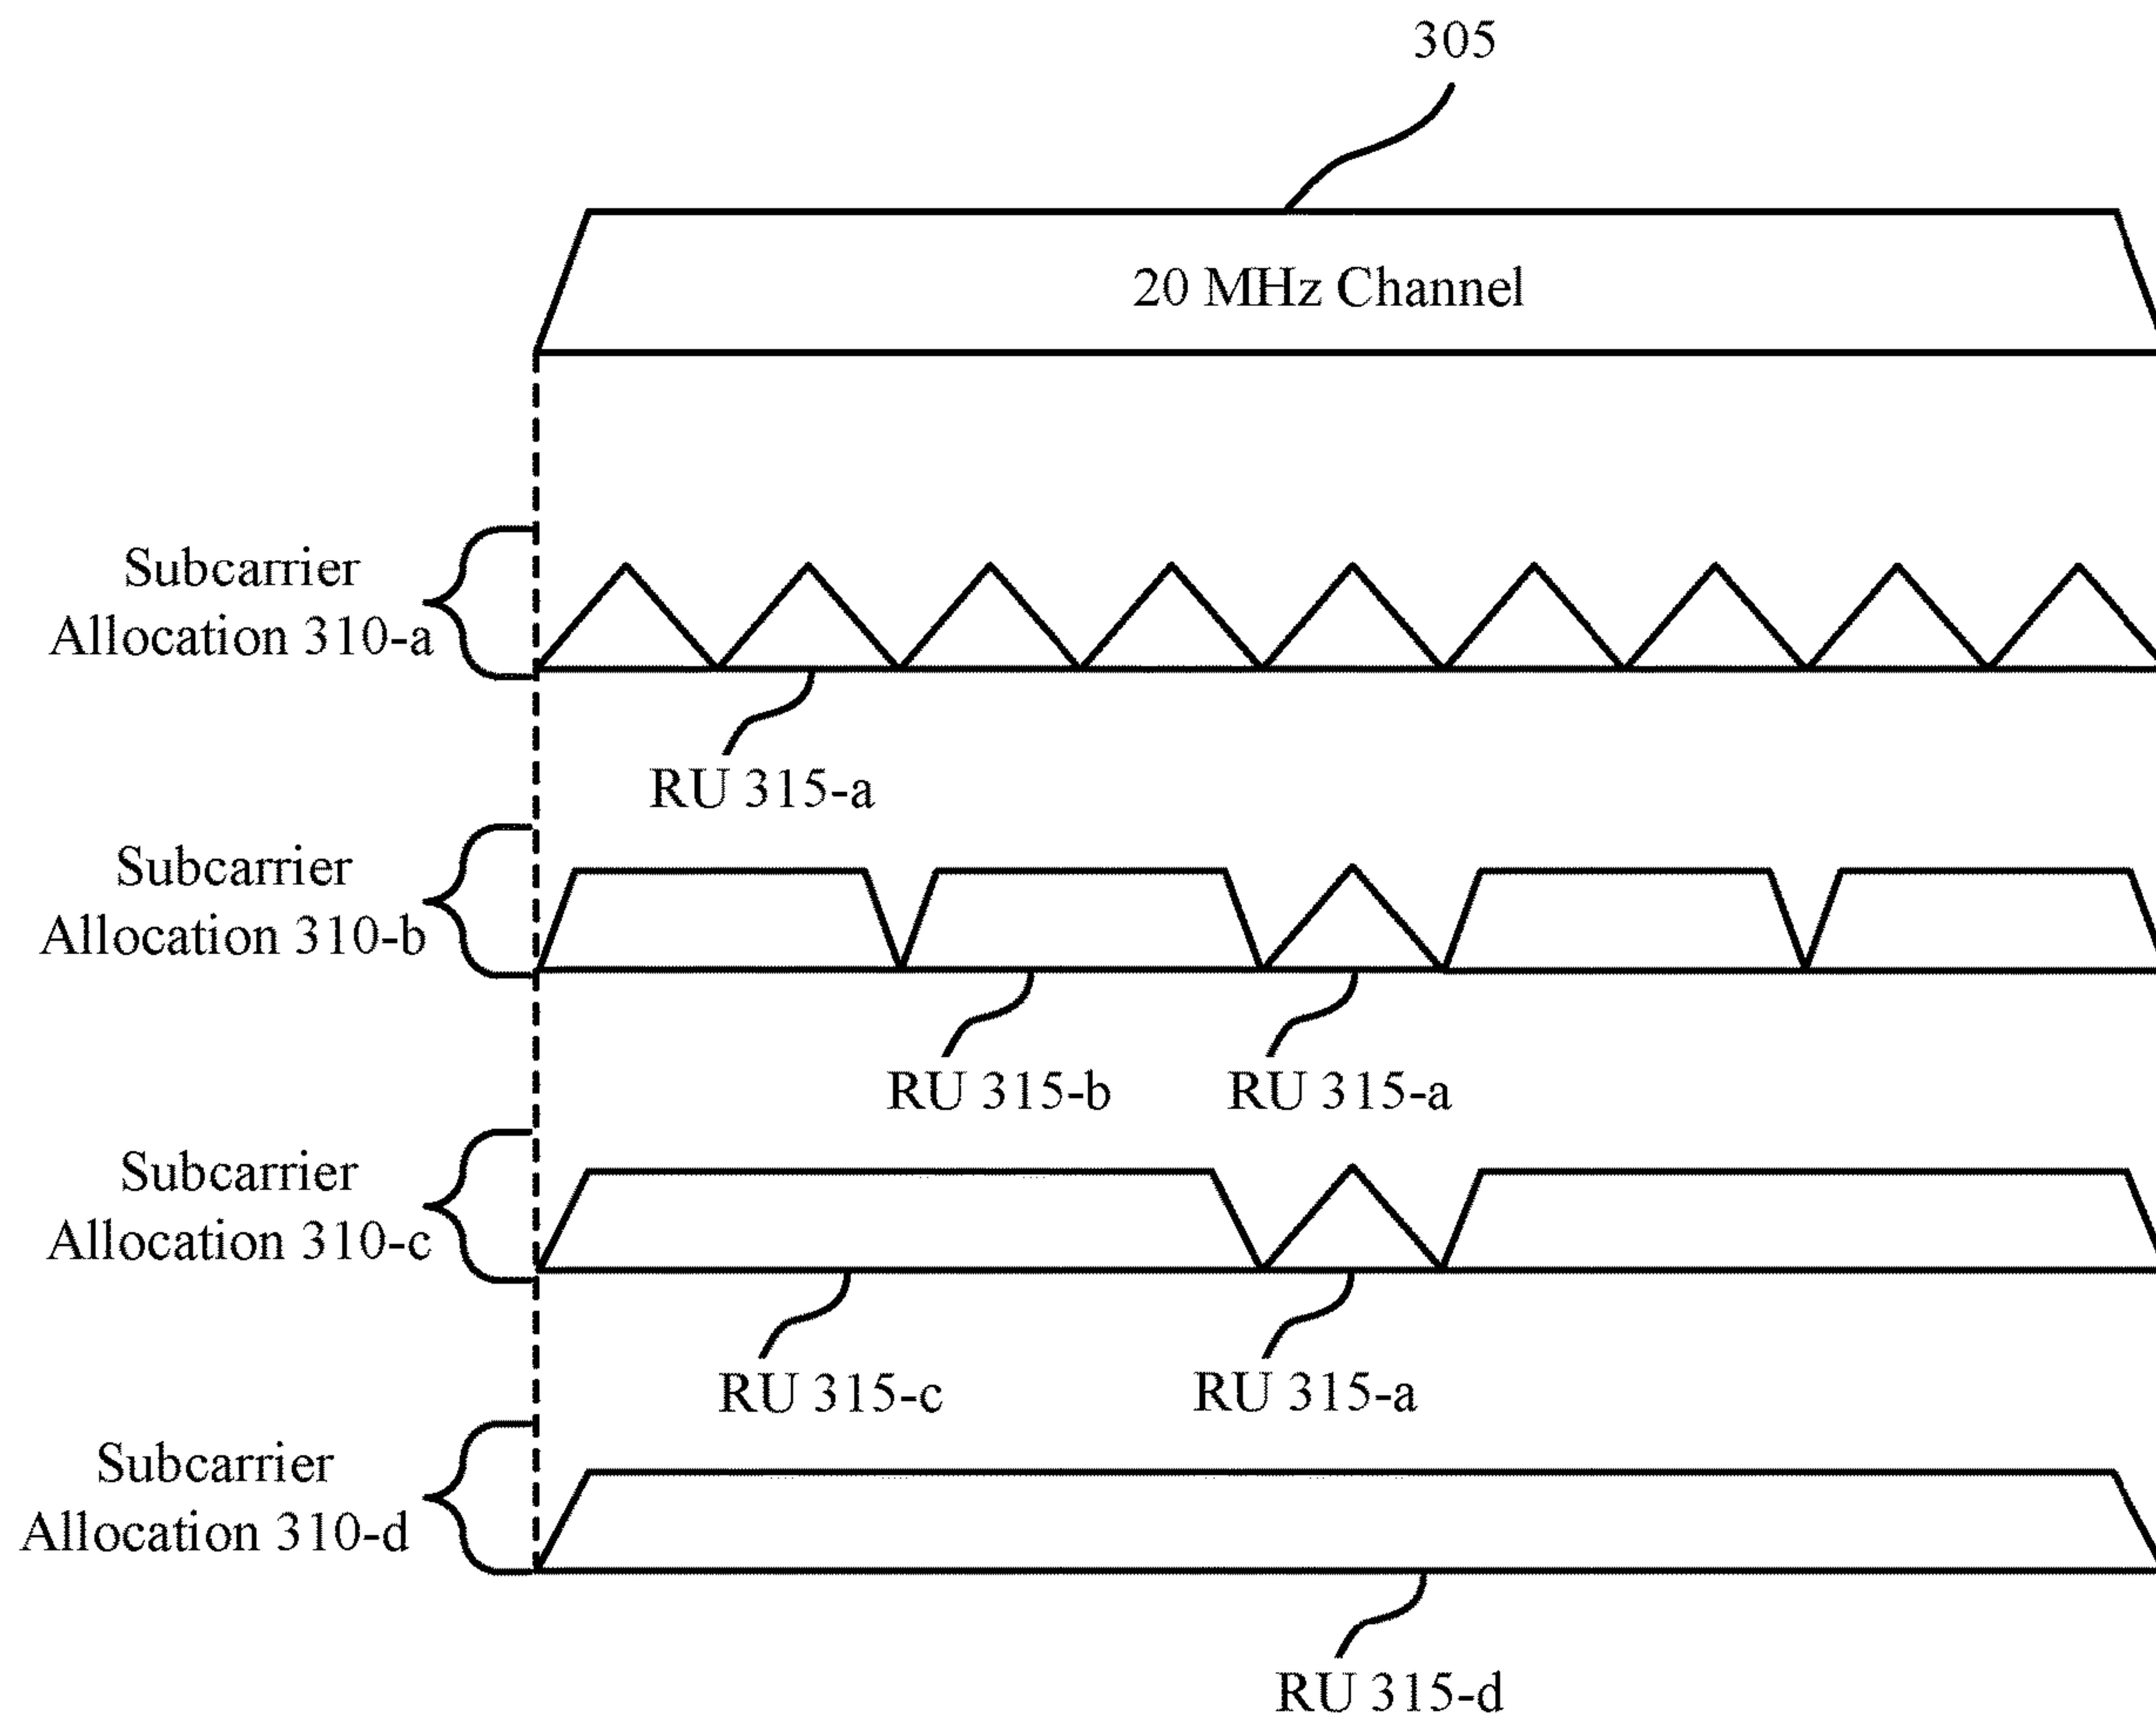 305
20 MHz Channel
Subcarrier
Allocation 310-a
RU 315-a
Subcarrier
Allocation 310-b
RU 315-b
RU 315-a
Subcarrier
Allocation 310-c
RU 315-c
RU 315-a
Subcarrier
Allocation 310-d
RU 315-d